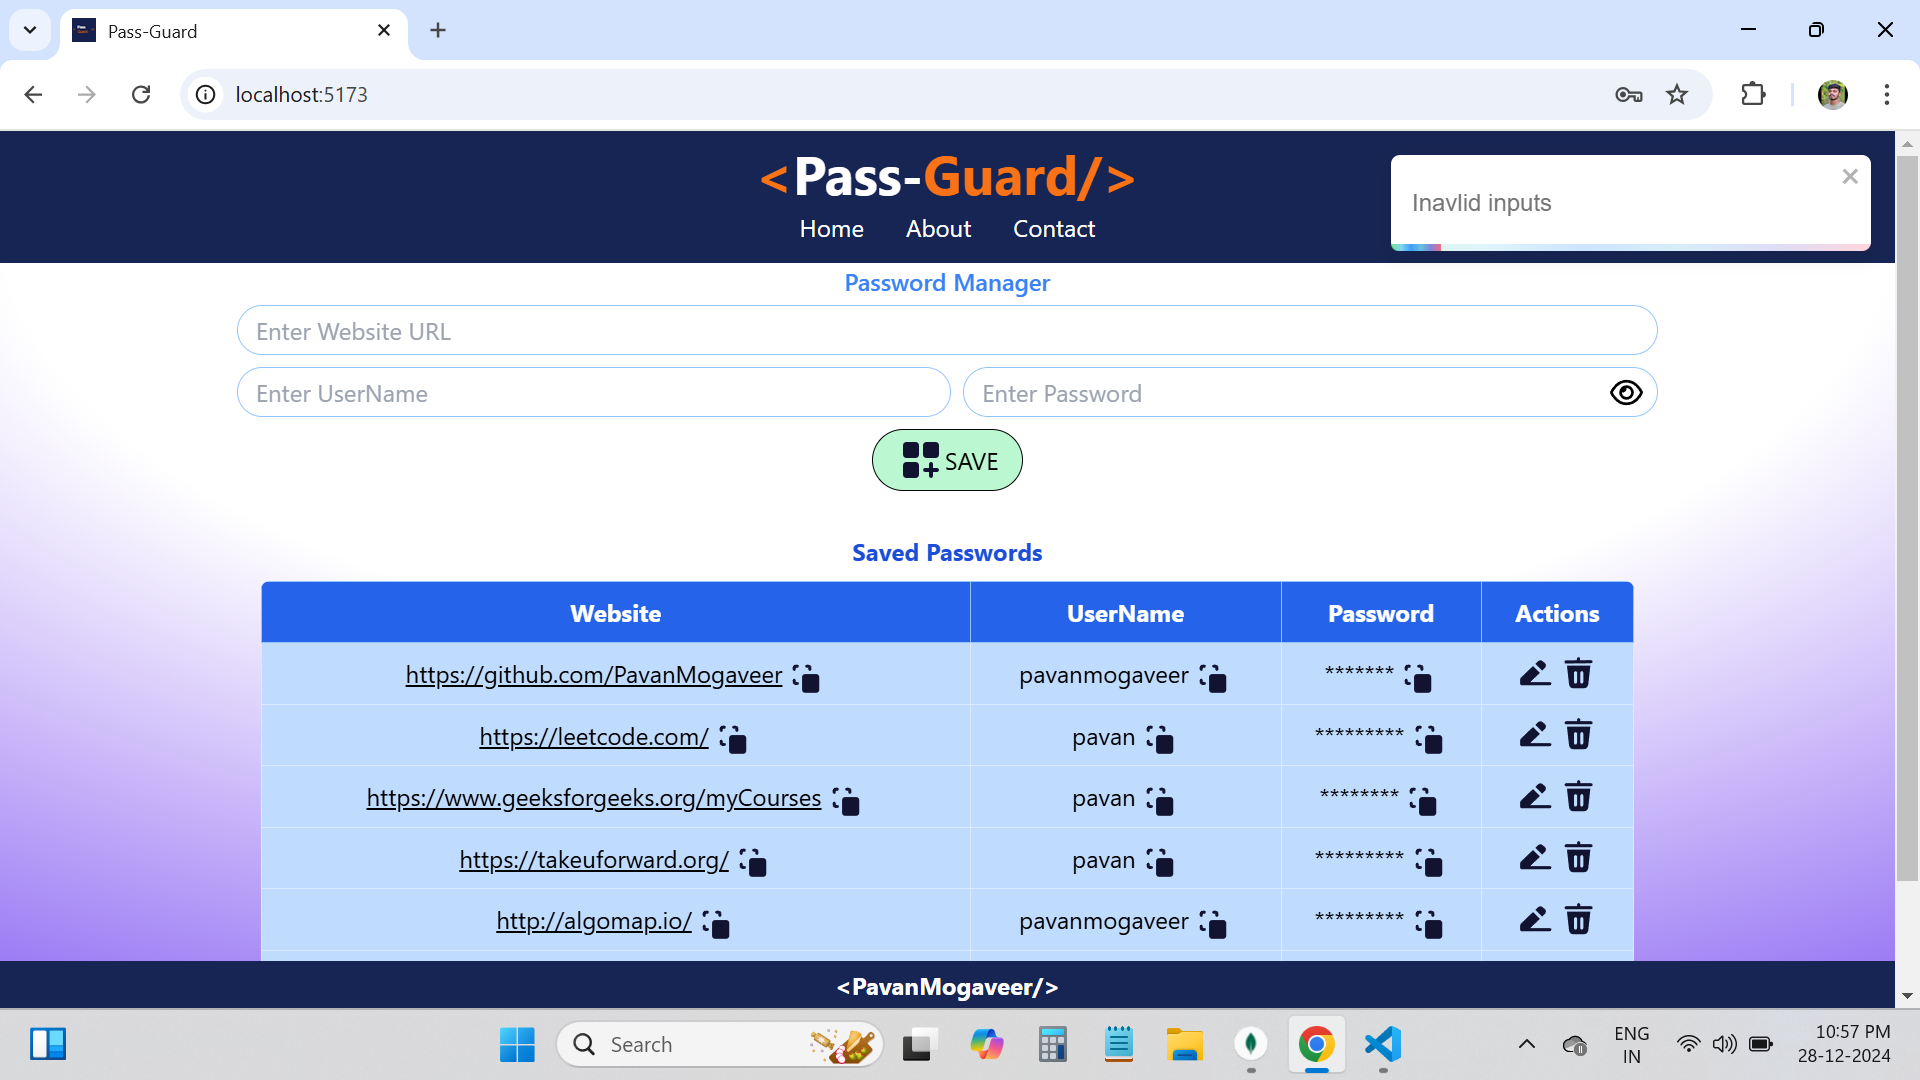 Pass-Guard
localhost:5173
<Pass-Guard/>
Home About Contact
Inavlid inputs
Password Manager
Enter Website URL
Enter UserName Enter Password
SAVE
Saved Passwords
Website UserName Password Actions
https://github.com/PavanMogaveer pavanmogaveer *******
https://leetcode.com/ pavan *********
https://www.geeksforgeeks.org/myCourses pavan ********
https://takeuforward.org/ pavan *********
http://algomap.io/ pavanmogaveer *********
<PavanMogaveer/>
Search
ENG
IN
10:57 PM
28-12-2024